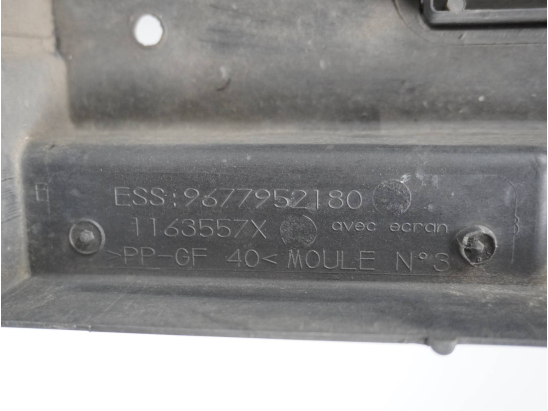 ESS:9677952180
1163557X avec ecran
>PP-GF 40< MOULE N°3